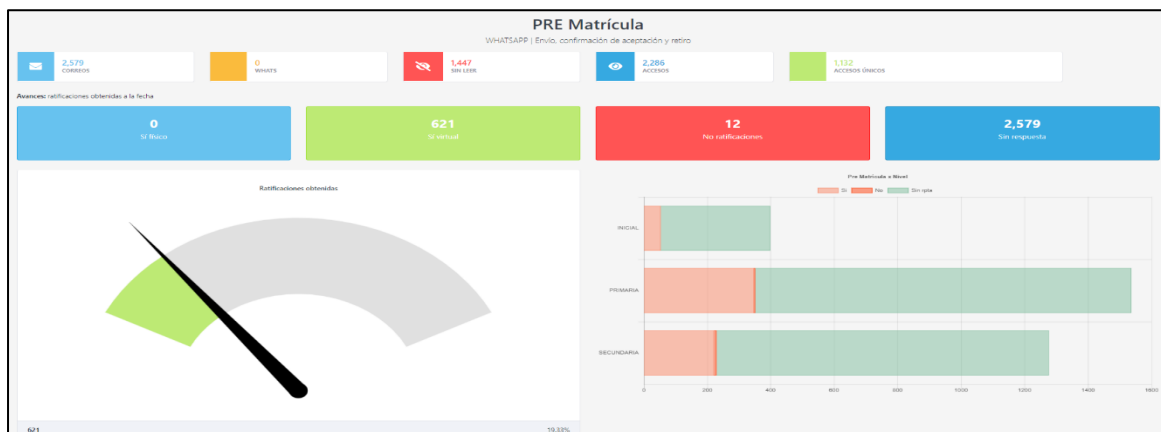 PRE Matrícula
WHATSAPP | Envío, confirmación de aceptación y retiro
2,579
CORREOS
0
WHATS
1,447
SIN LEER
2,286
ACCESOS
1,132
ACCESOS ÚNICOS
Avances: ratificaciones obtenidas a la fecha
0
Sí físico
621
Sí virtual
12
No ratificaciones
2,579
Sin respuesta
Ratificaciones obtenidas
621
19.33%
Pre Matrícula x Nivel
Si
No
Sin rpta
INICIAL
PRIMARIA
SECUNDARIA
0
200
400
600
800
1000
1200
1400
1600